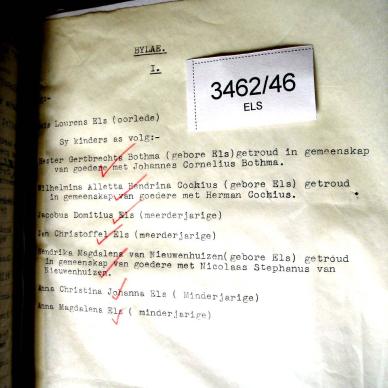 BYLAE.
I.
3462/46
ELS
Lourens Els (oorlede)
Sy kinders as volg:-
Hester Gertbrechta Bothma (gebore Els) getroud in gemeenskap
van goedere met Johannes Cornelius Bothma.
Wilhelmina Alletta Hendrina Cockius (gebore Els) getroud
in gemeenskap van goedere met Herman Cockius.
Jacobus Domitius Els (meerderjarige)
Jan Christoffel Els (meerderjarige)
Hendrika Magdalena van Nieuwenhuizen (gebore Els) getroud
in gemeenskap van goedere met Nicolaas Stephanus van
Nieuwenhuizen.
Anna Christina Johanna Els ( Minderjarige)
Anna Magdalena Els ( minderjarige)